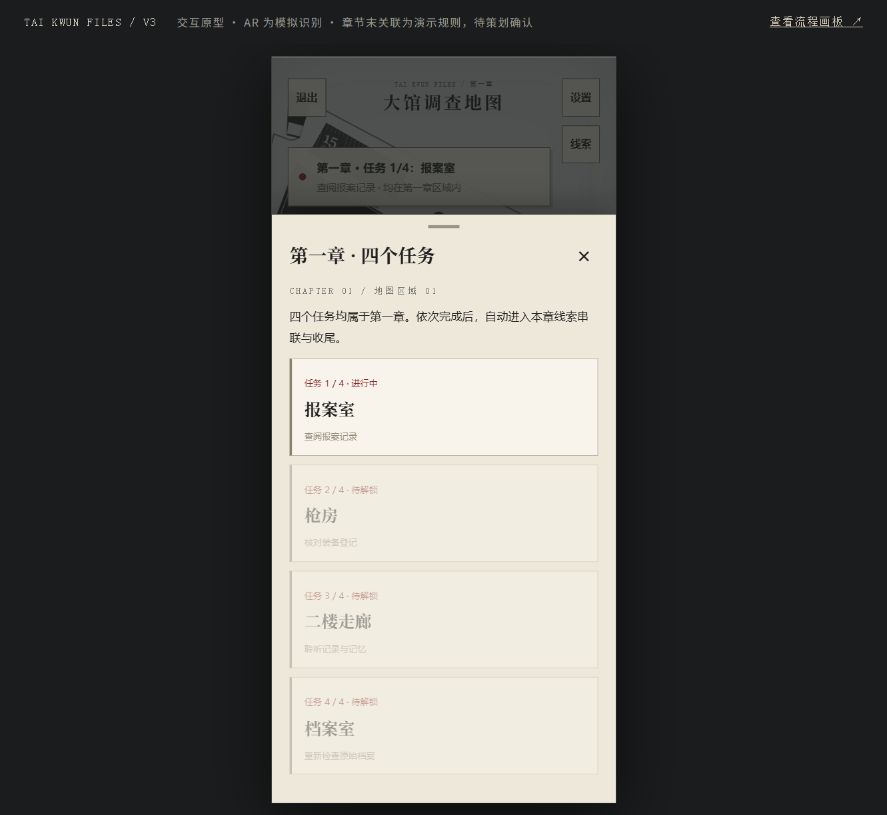 TAI KWUN FILES / V3 交互原型 · AR 为模拟识别 · 章节末关联为演示规则，待策划确认
查看流程画板 ↗
TAI KWUN FILES / 第一章
退出
大馆调查地图
设置
线索
15
第一章 · 任务 1/4：报案室
查阅报案记录 · 均在第一章区域内
第一章 · 四个任务
×
CHAPTER 01 / 地图区域 01
四个任务均属于第一章。依次完成后，自动进入本章线索串
联与收尾。
任务 1 / 4 · 进行中
报案室
查阅报案记录
任务 2 / 4 · 待解锁
枪房
核对装备登记
任务 3 / 4 · 待解锁
二楼走廊
聆听记录与记忆
任务 4 / 4 · 待解锁
档案室
重新检查原始档案